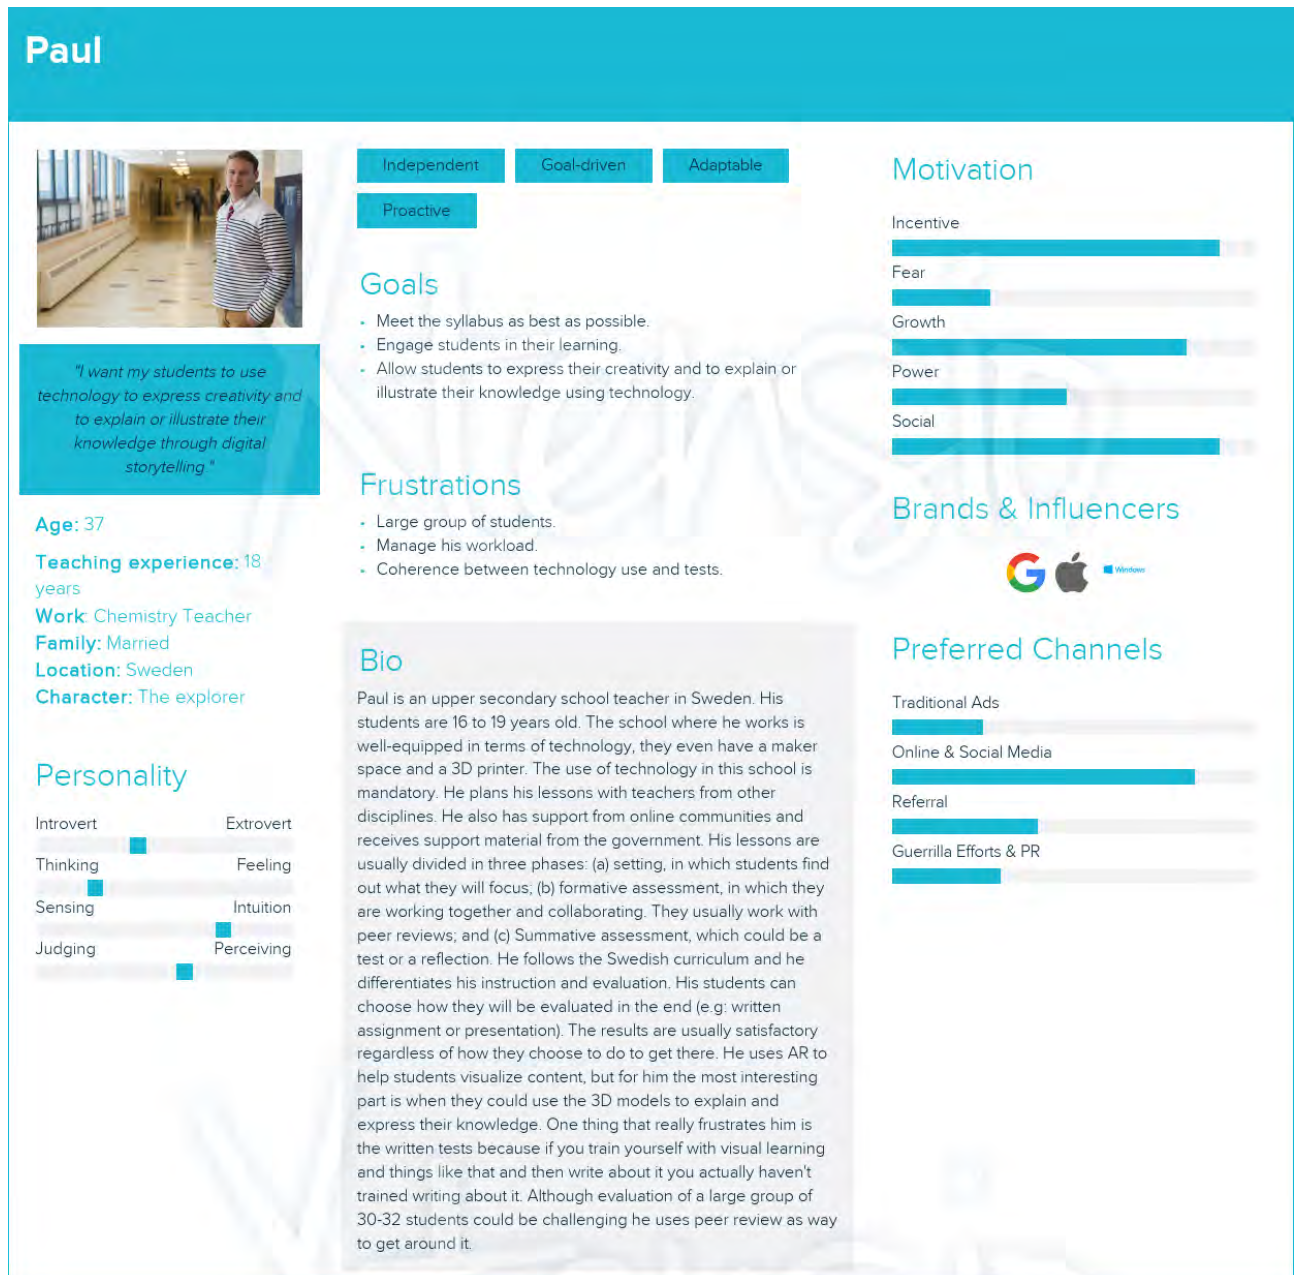 Paul
"I want my students to use
technology to express creativity and
to explain or illustrate their
knowledge through digital
storytelling."
Age: 37
Teaching experience: 18
years
Work: Chemistry Teacher
Family: Married
Location: Sweden
Character: The explorer
Personality
Introvert Extrovert
Thinking Feeling
Sensing Intuition
Judging Perceiving
Independent Goal-driven Adaptable
Proactive
Goals
- Meet the syllabus as best as possible.
- Engage students in their learning.
- Allow students to express their creativity and to explain or
illustrate their knowledge using technology.
Frustrations
- Large group of students.
- Manage his workload.
- Coherence between technology use and tests.
Bio
Paul is an upper secondary school teacher in Sweden. His
students are 16 to 19 years old. The school where he works is
well-equipped in terms of technology, they even have a maker
space and a 3D printer. The use of technology in this school is
mandatory. He plans his lessons with teachers from other
disciplines. He also has support from online communities and
receives support material from the government. His lessons are
usually divided in three phases: (a) setting, in which students find
out what they will focus; (b) formative assessment, in which they
are working together and collaborating. They usually work with
peer reviews; and (c) Summative assessment, which could be a
test or a reflection. He follows the Swedish curriculum and he
differentiates his instruction and evaluation. His students can
choose how they will be evaluated in the end (e.g: written
assignment or presentation). The results are usually satisfactory
regardless of how they choose to do to get there. He uses AR to
help students visualize content, but for him the most interesting
part is when they could use the 3D models to explain and
express their knowledge. One thing that really frustrates him is
the written tests because if you train yourself with visual learning
and things like that and then write about it you actually haven't
trained writing about it. Although evaluation of a large group of
30-32 students could be challenging he uses peer review as way
to get around it.
Motivation
Incentive
Fear
Growth
Power
Social
Brands & Influencers
G
Windows
Preferred Channels
Traditional Ads
Online & Social Media
Referral
Guerrilla Efforts & PR